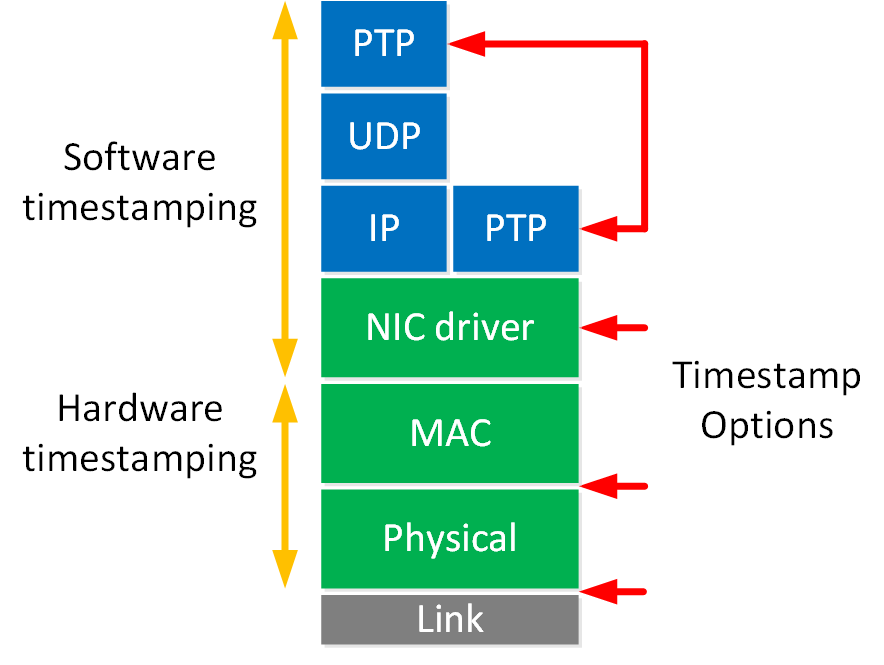 PTP
UDP
Software
timestamping
IP
PTP
NIC driver
Timestamp
Options
Hardware
timestamping
MAC
Physical
Link